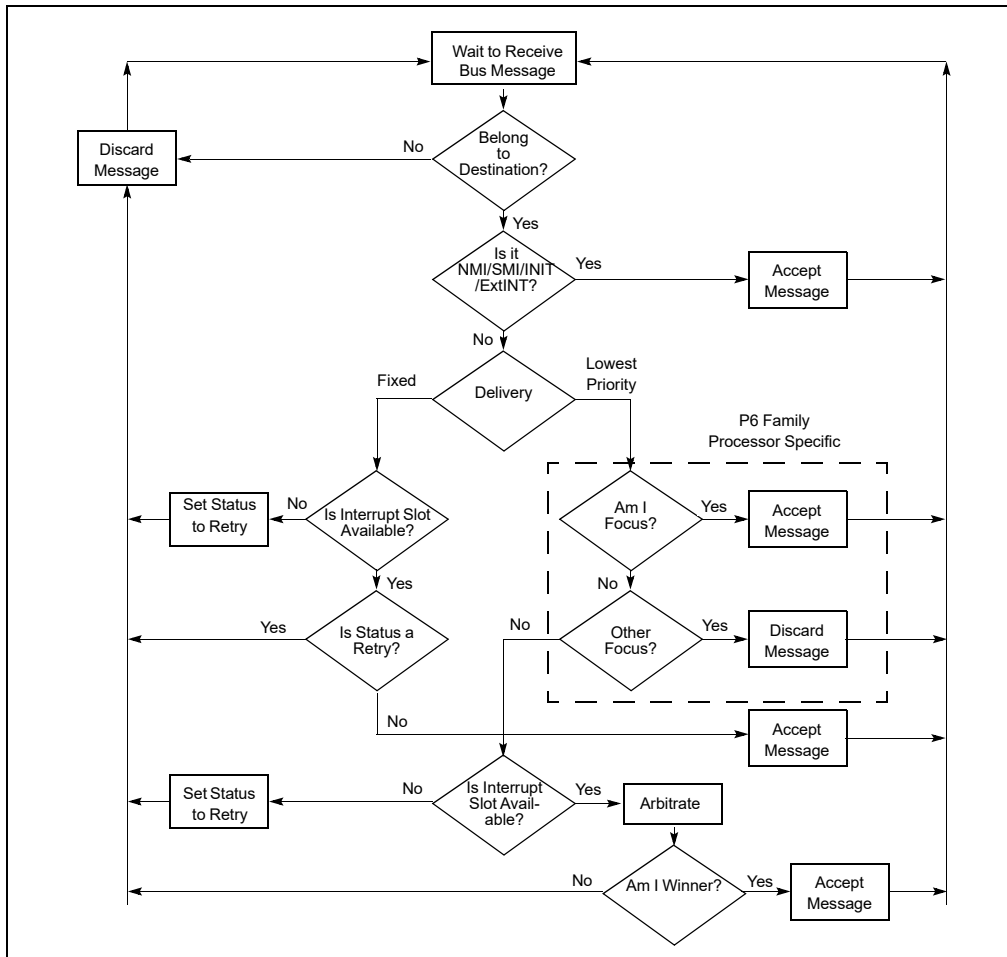 Wait to Receive
Bus Message
Belong
to
Destination?
No
Discard
Message
Yes
Is it
NMI/SMI/INIT
/ExtINT?
Yes
Accept
Message
No
Delivery
Fixed
Lowest
Priority
P6 Family
Processor Specific
Set Status
to Retry
No
Is Interrupt Slot
Available?
Am I
Focus?
Yes
Accept
Message
Yes
No
Yes
Is Status a
Retry?
No
Other
Focus?
Yes
Discard
Message
No
Accept
Message
Set Status
to Retry
No
Is Interrupt
Slot Avail-
able?
Yes
Arbitrate
No
Am I Winner?
Yes
Accept
Message